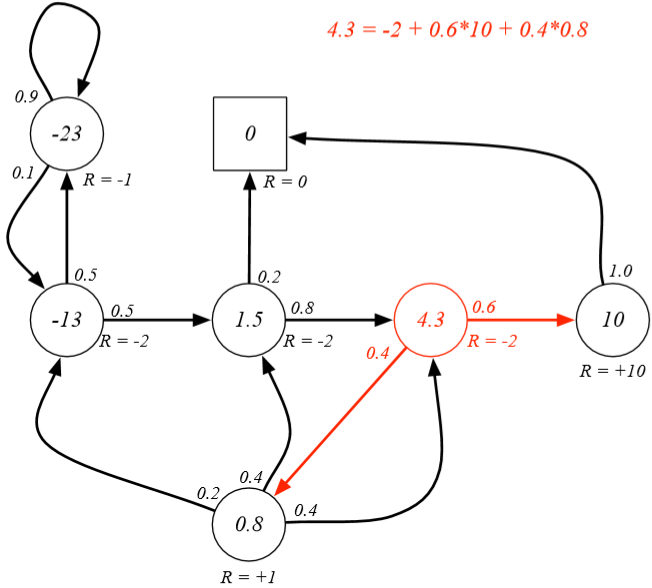 4.3 = -2 + 0.6*10 + 0.4*0.8
0.9
-23
0
0.1
R = -1
R = 0
0.5
0.2
1.0
-13
0.5
R = -2
1.5
0.8
R = -2
4.3
0.6
R = -2
10
0.4
R = +10
0.4
0.2
0.8
0.4
R = +1